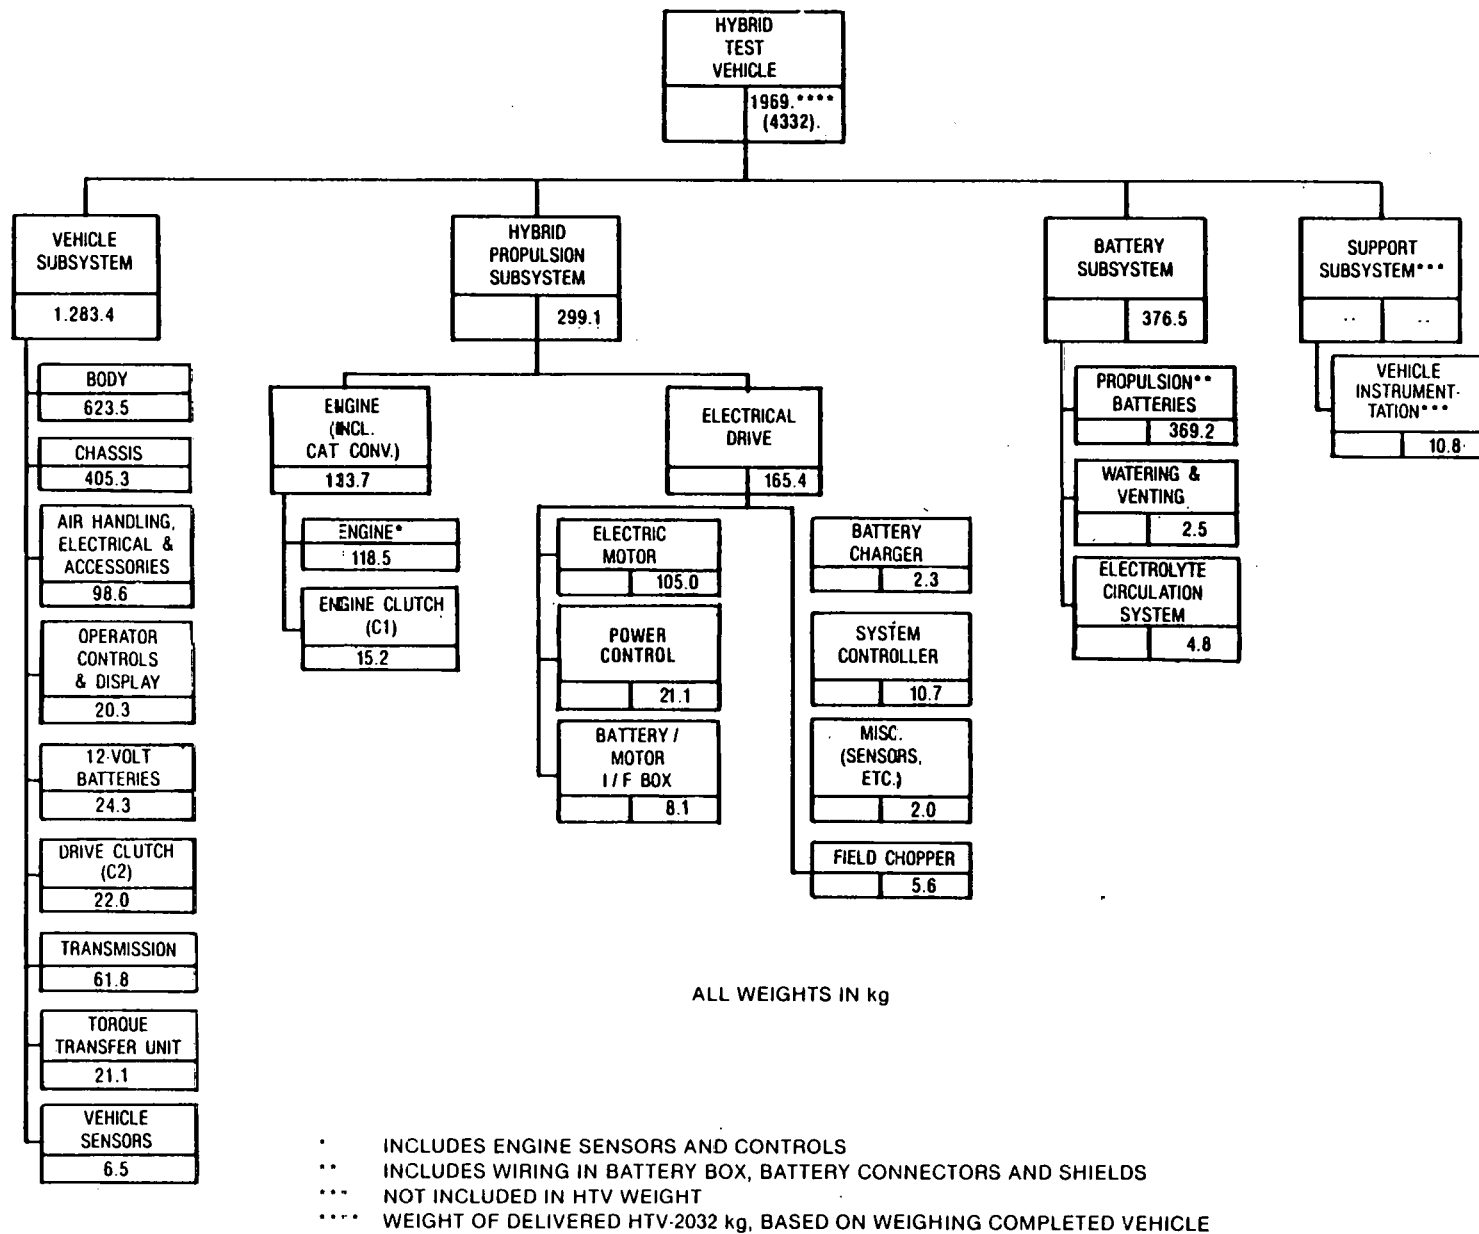 HYBRID
TEST
VEHICLE
1969.****
(4332).
VEHICLE
SUBSYSTEM
1.283.4
HYBRID
PROPULSION
SUBSYSTEM
299.1
BATTERY
SUBSYSTEM
376.5
SUPPORT
SUBSYSTEM***
.. ..
BODY
623.5
CHASSIS
405.3
AIR HANDLING,
ELECTRICAL &
ACCESSORIES
98.6
OPERATOR
CONTROLS
& DISPLAY
20.3
12-VOLT
BATTERIES
24.3
DRIVE CLUTCH
(C2)
22.0
TRANSMISSION
61.8
TORQUE
TRANSFER UNIT
21.1
VEHICLE
SENSORS
6.5
ENGINE
(INCL.
CAT CONV.)
133.7
ENGINE*
118.5
ENGINE CLUTCH
(C1)
15.2
ELECTRICAL
DRIVE
165.4
ELECTRIC
MOTOR
105.0
POWER
CONTROL
21.1
BATTERY /
MOTOR
I / F BOX
8.1
BATTERY
CHARGER
2.3
SYSTEM
CONTROLLER
10.7
MISC.
(SENSORS,
ETC.)
2.0
FIELD CHOPPER
5.6
PROPULSION**
BATTERIES
369.2
WATERING &
VENTING
2.5
ELECTROLYTE
CIRCULATION
SYSTEM
4.8
VEHICLE
INSTRUMENT-
TATION***
10.8
ALL WEIGHTS IN kg
* INCLUDES ENGINE SENSORS AND CONTROLS
** INCLUDES WIRING IN BATTERY BOX, BATTERY CONNECTORS AND SHIELDS
*** NOT INCLUDED IN HTV WEIGHT
**** WEIGHT OF DELIVERED HTV-2032 kg, BASED ON WEIGHING COMPLETED VEHICLE